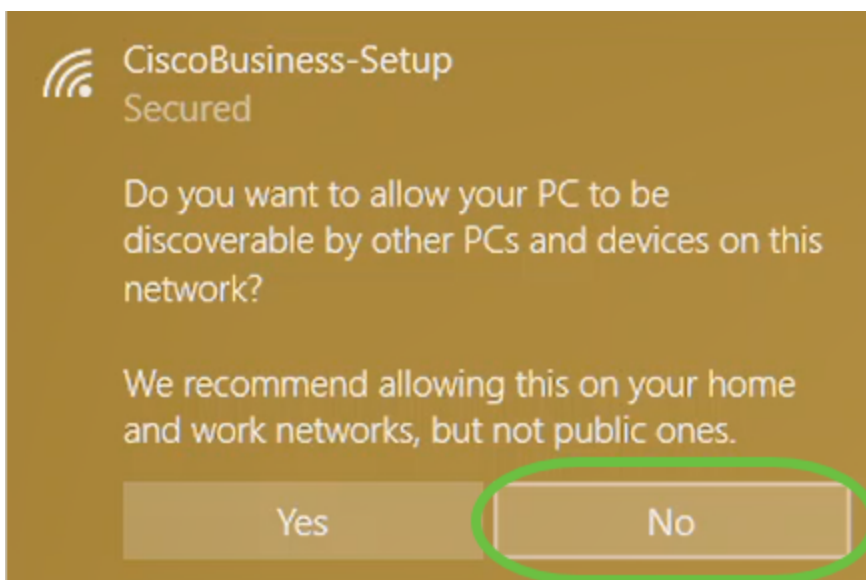 CiscoBusiness-Setup
Secured
Do you want to allow your PC to be
discoverable by other PCs and devices on this
network?
We recommend allowing this on your home
and work networks, but not public ones.
Yes No